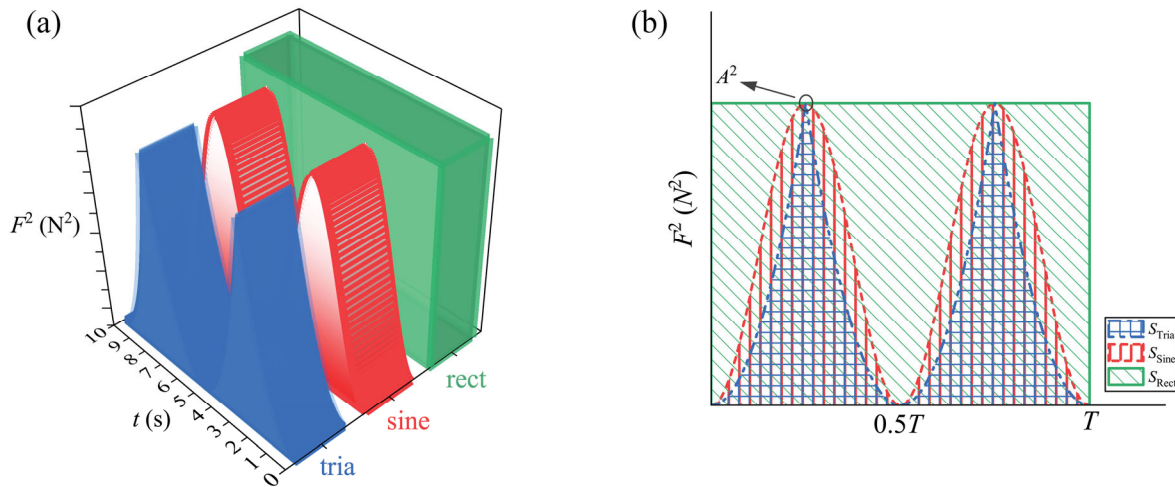 (a)
F² (N²)
10
9
8
7
6
5
4
3
2
1
0
t (s)
tria
sine
rect
(b)
A²
F² (N²)
0.5T
T
S_Tria
S_Sine
S_Rect